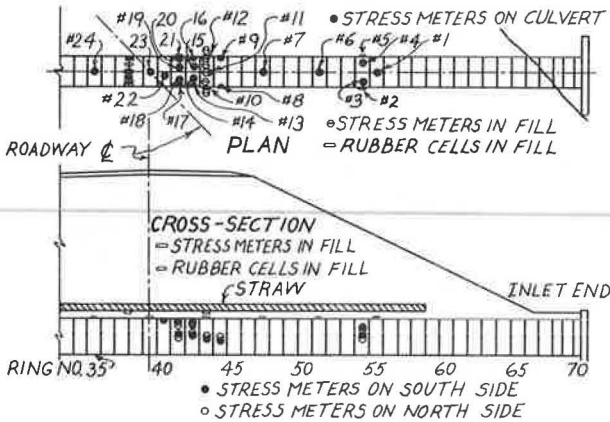 #19 20 16 #12 #11 ● STRESS METERS ON CULVERT
#24 23 21 15 #9 #7 #6 #5 #4 #1
#22 #10 #8 #3 #2
#18 #17 #14 #13 ⊖ STRESS METERS IN FILL
ROADWAY ℄ PLAN ▭ RUBBER CELLS IN FILL
CROSS-SECTION
STRESS METERS IN FILL
RUBBER CELLS IN FILL
STRAW INLET END
RING NO. 35 40 45 50 55 60 65 70
● STRESS METERS ON SOUTH SIDE
○ STRESS METERS ON NORTH SIDE